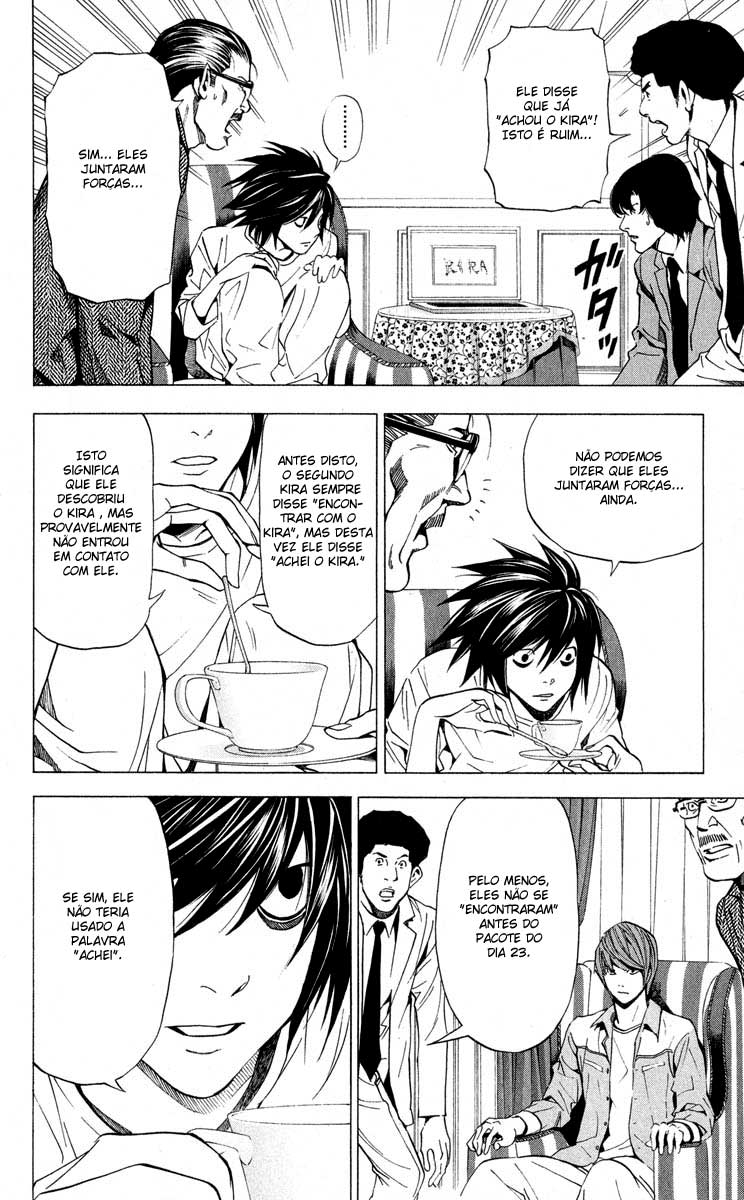 ELE DISSE
QUE JÁ
"ACHOU O KIRA"!
ISTO É RUIM...
......
SIM... ELES
JUNTARAM
FORÇAS...
KIRA
ガタッ
NÃO PODEMOS
DIZER QUE ELES
JUNTARAM FORÇAS...
AINDA.
ANTES DISTO,
O SEGUNDO
KIRA SEMPRE
DISSE "ENCON-
TRAR COM O
KIRA", MAS DESTA
VEZ ELE DISSE
"ACHEI O KIRA."
ISTO
SIGNIFICA
QUE ELE
DESCOBRIU
O KIRA , MAS
PROVAVELMENTE
NÃO ENTROU
EM CONTATO
COM ELE.
PELO MENOS,
ELES NÃO SE
"ENCONTRARAM"
ANTES DO
PACOTE DO
DIA 23.
SE SIM, ELE
NÃO TERIA
USADO A
PALAVRA
"ACHEI".